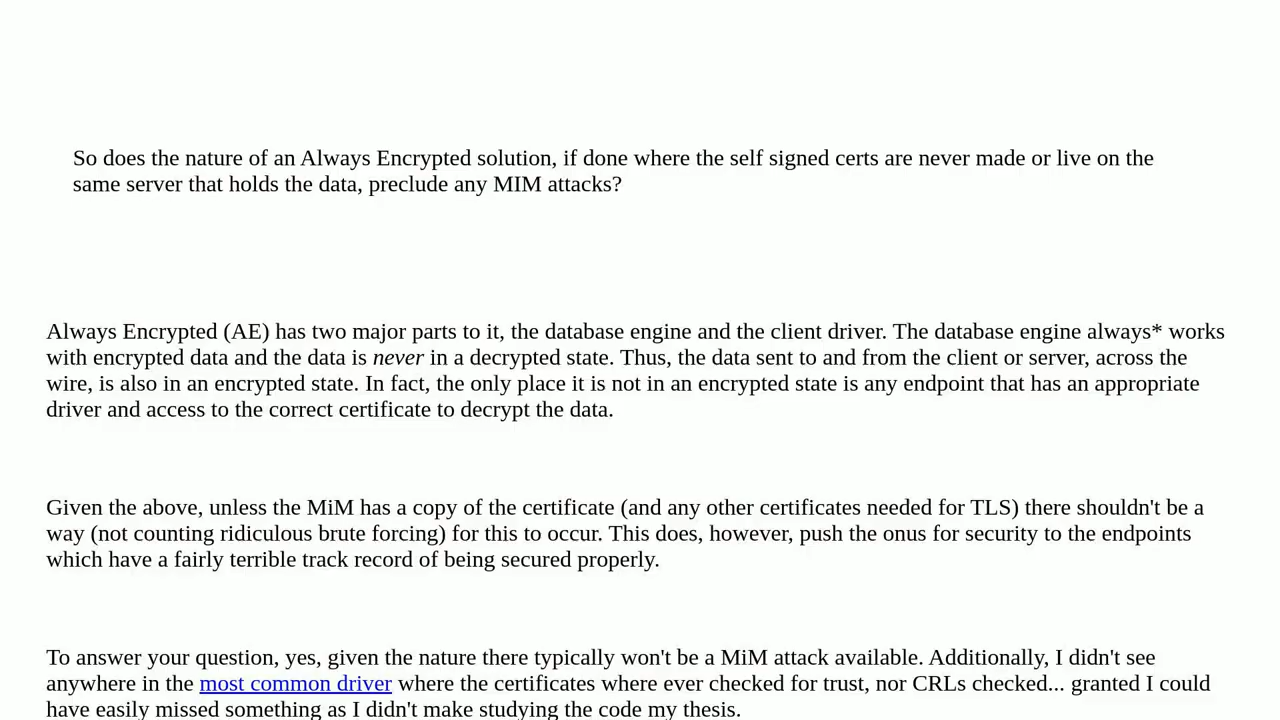 So does the nature of an Always Encrypted solution, if done where the self signed certs are never made or live on the
same server that holds the data, preclude any MIM attacks?
Always Encrypted (AE) has two major parts to it, the database engine and the client driver. The database engine always* works
with encrypted data and the data is never in a decrypted state. Thus, the data sent to and from the client or server, across the
wire, is also in an encrypted state. In fact, the only place it is not in an encrypted state is any endpoint that has an appropriate
driver and access to the correct certificate to decrypt the data.
Given the above, unless the MiM has a copy of the certificate (and any other certificates needed for TLS) there shouldn't be a
way (not counting ridiculous brute forcing) for this to occur. This does, however, push the onus for security to the endpoints
which have a fairly terrible track record of being secured properly.
To answer your question, yes, given the nature there typically won't be a MiM attack available. Additionally, I didn't see
anywhere in the most common driver where the certificates where ever checked for trust, nor CRLs checked... granted I could
have easily missed something as I didn't make studying the code my thesis.